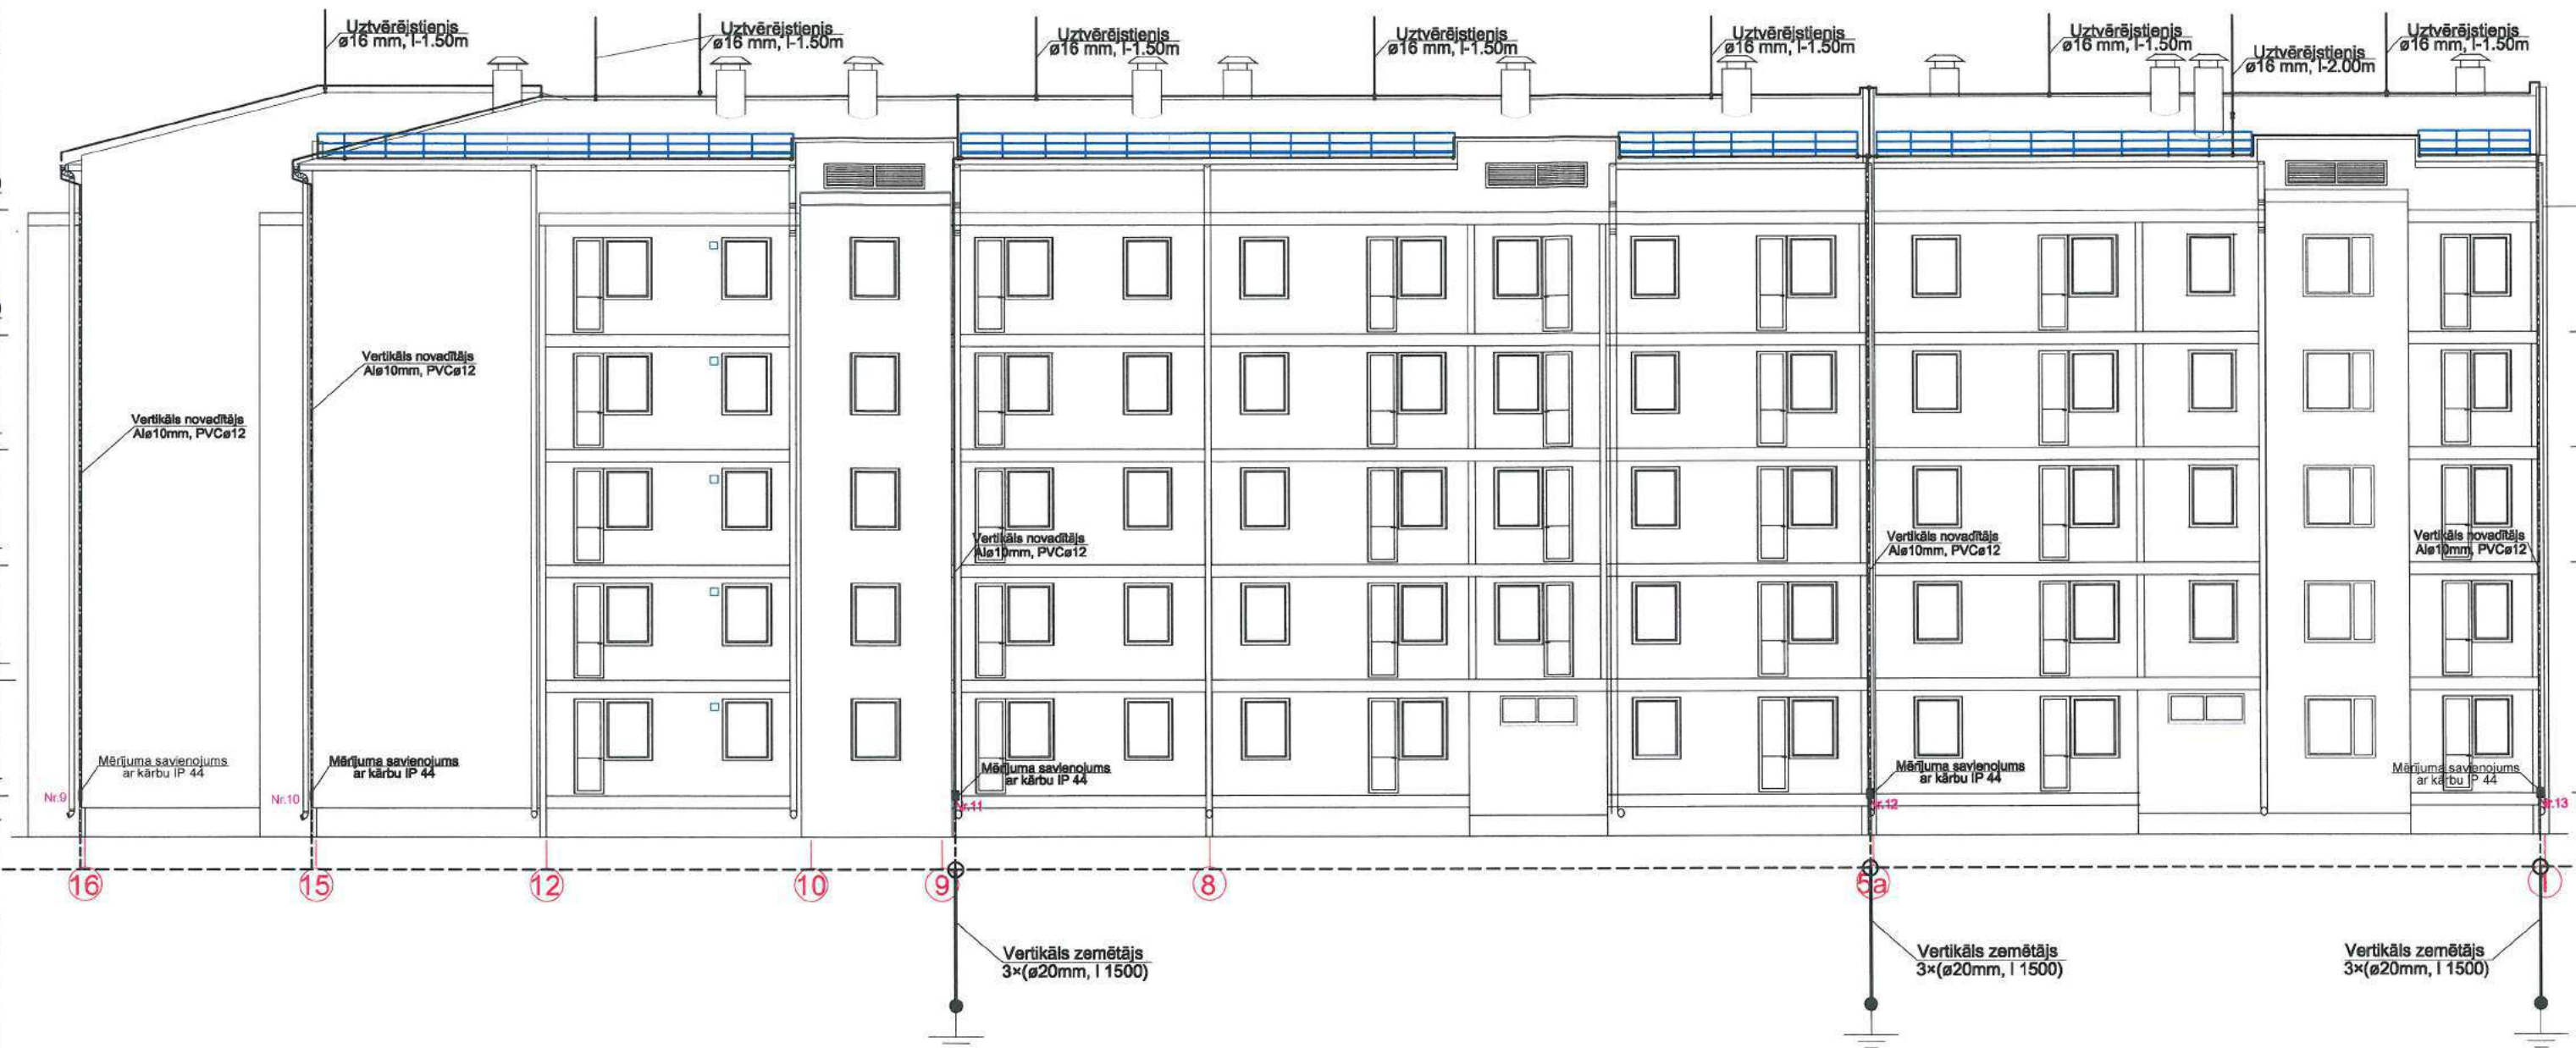 Uztvērējstienis
ø16 mm, l-1.50m
Uztvērējstienis
ø16 mm, l-1.50m
Uztvērējstienis
ø16 mm, l-1.50m
Uztvērējstienis
ø16 mm, l-1.50m
Uztvērējstienis
ø16 mm, l-1.50m
Uztvērējstienis
ø16 mm, l-1.50m
Uztvērējstienis
ø16 mm, l-2.00m
Uztvērējstienis
ø16 mm, l-1.50m
Vertikāls novadītājs
Alø10mm, PVCø12
Vertikāls novadītājs
Alø10mm, PVCø12
Vertikāls novadītājs
Alø10mm, PVCø12
Vertikāls novadītājs
Alø10mm, PVCø12
Vertikāls novadītājs
Alø10mm, PVCø12
Mērījuma savienojums
ar kārbu IP 44
Mērījuma savienojums
ar kārbu IP 44
Mērījuma savienojums
ar kārbu IP 44
Mērījuma savienojums
ar kārbu IP 44
Mērījuma savienojums
ar kārbu IP 44
Nr.9
Nr.10
Nr.11
Nr.12
Nr.13
16
15
12
10
9
8
5a
1
Vertikāls zemētājs
3×(ø20mm, l 1500)
Vertikāls zemētājs
3×(ø20mm, l 1500)
Vertikāls zemētājs
3×(ø20mm, l 1500)